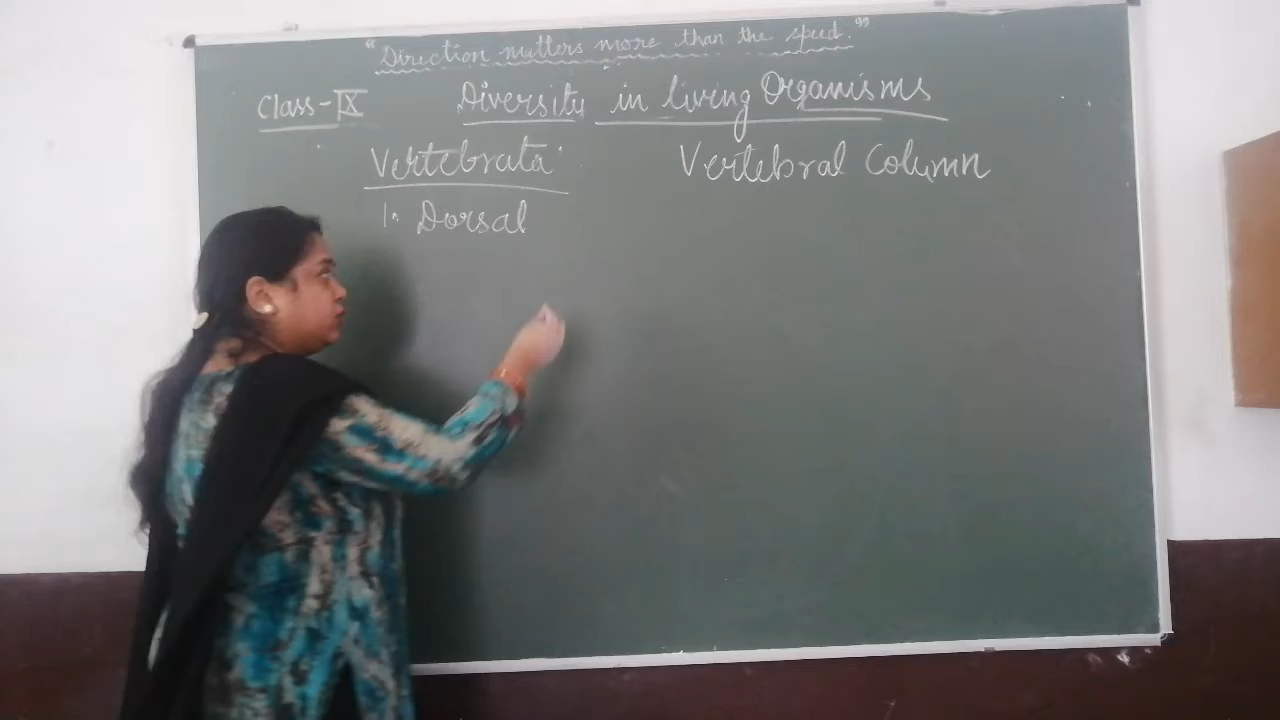 "Direction matters more than the speed."
Class-IX Diversity in living Organisms
Vertebrata Vertebral Column
1. Dorsal